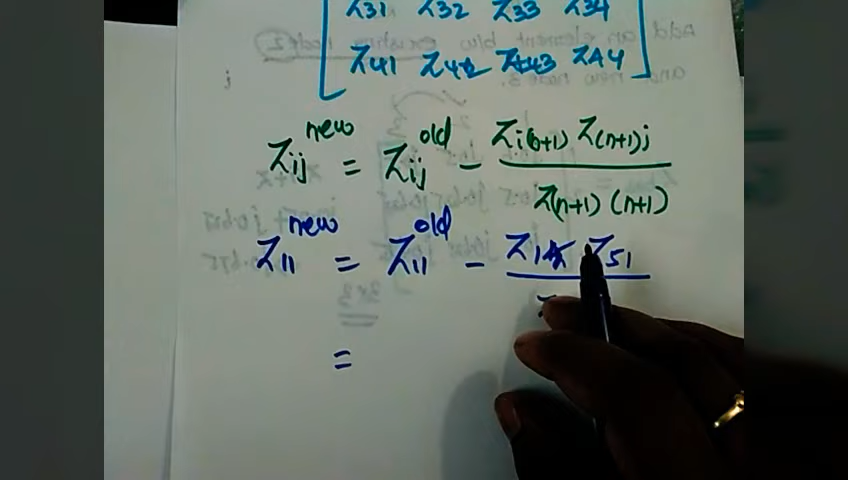 Z31 Z32 Z33 Z34
Z41 Z42 Z43 Z44
Zij new = Zij old - Zi(n+1) Z(n+1)j / Z(n+1)(n+1)
Z11 new = Z11 old - Z15 Z51
=